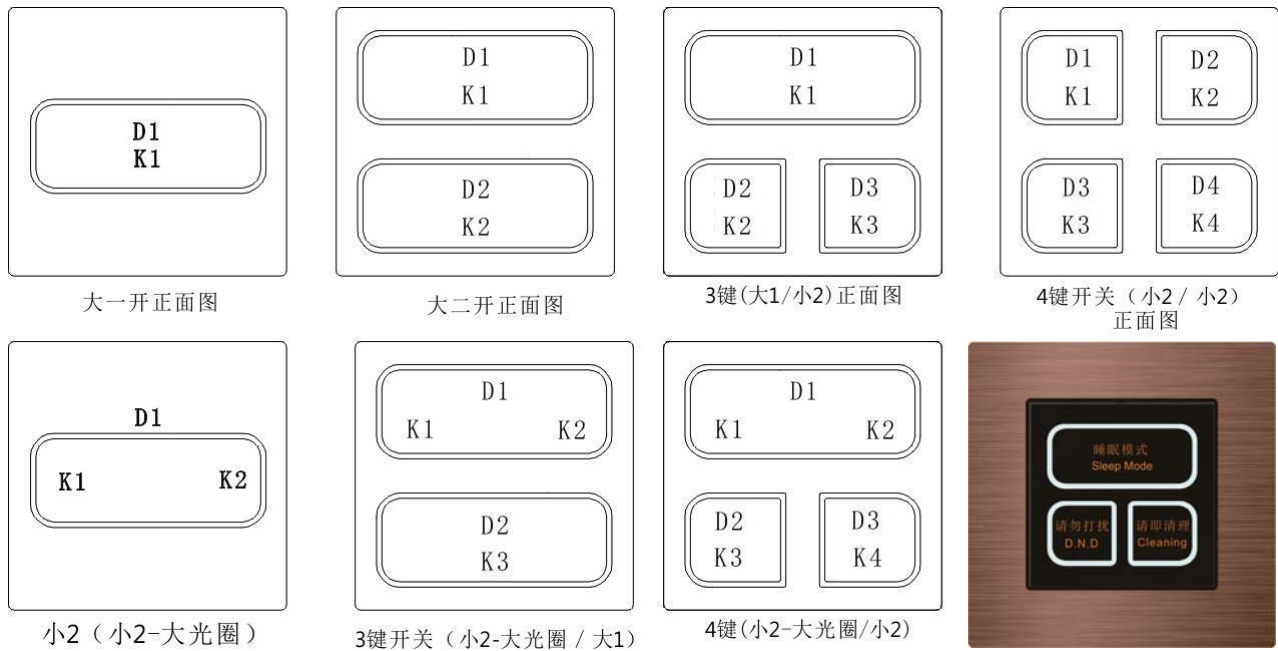 D1
K1
大一开正面图
D1
K1
D2
K2
大二开正面图
D1
K1
D2
K2
D3
K3
3键(大1/小2)正面图
D1
K1
D2
K2
D3
K3
D4
K4
4键开关（小2 / 小2）
正面图
D1
K1 K2
小2（小2-大光圈）
D1
K1 K2
D2
K3
3键开关（小2-大光圈 / 大1）
D1
K1 K2
D2
K3
D3
K4
4键(小2-大光圈/小2)
睡眠模式
Sleep Mode
请勿打扰
D.N.D
请即清理
Cleaning